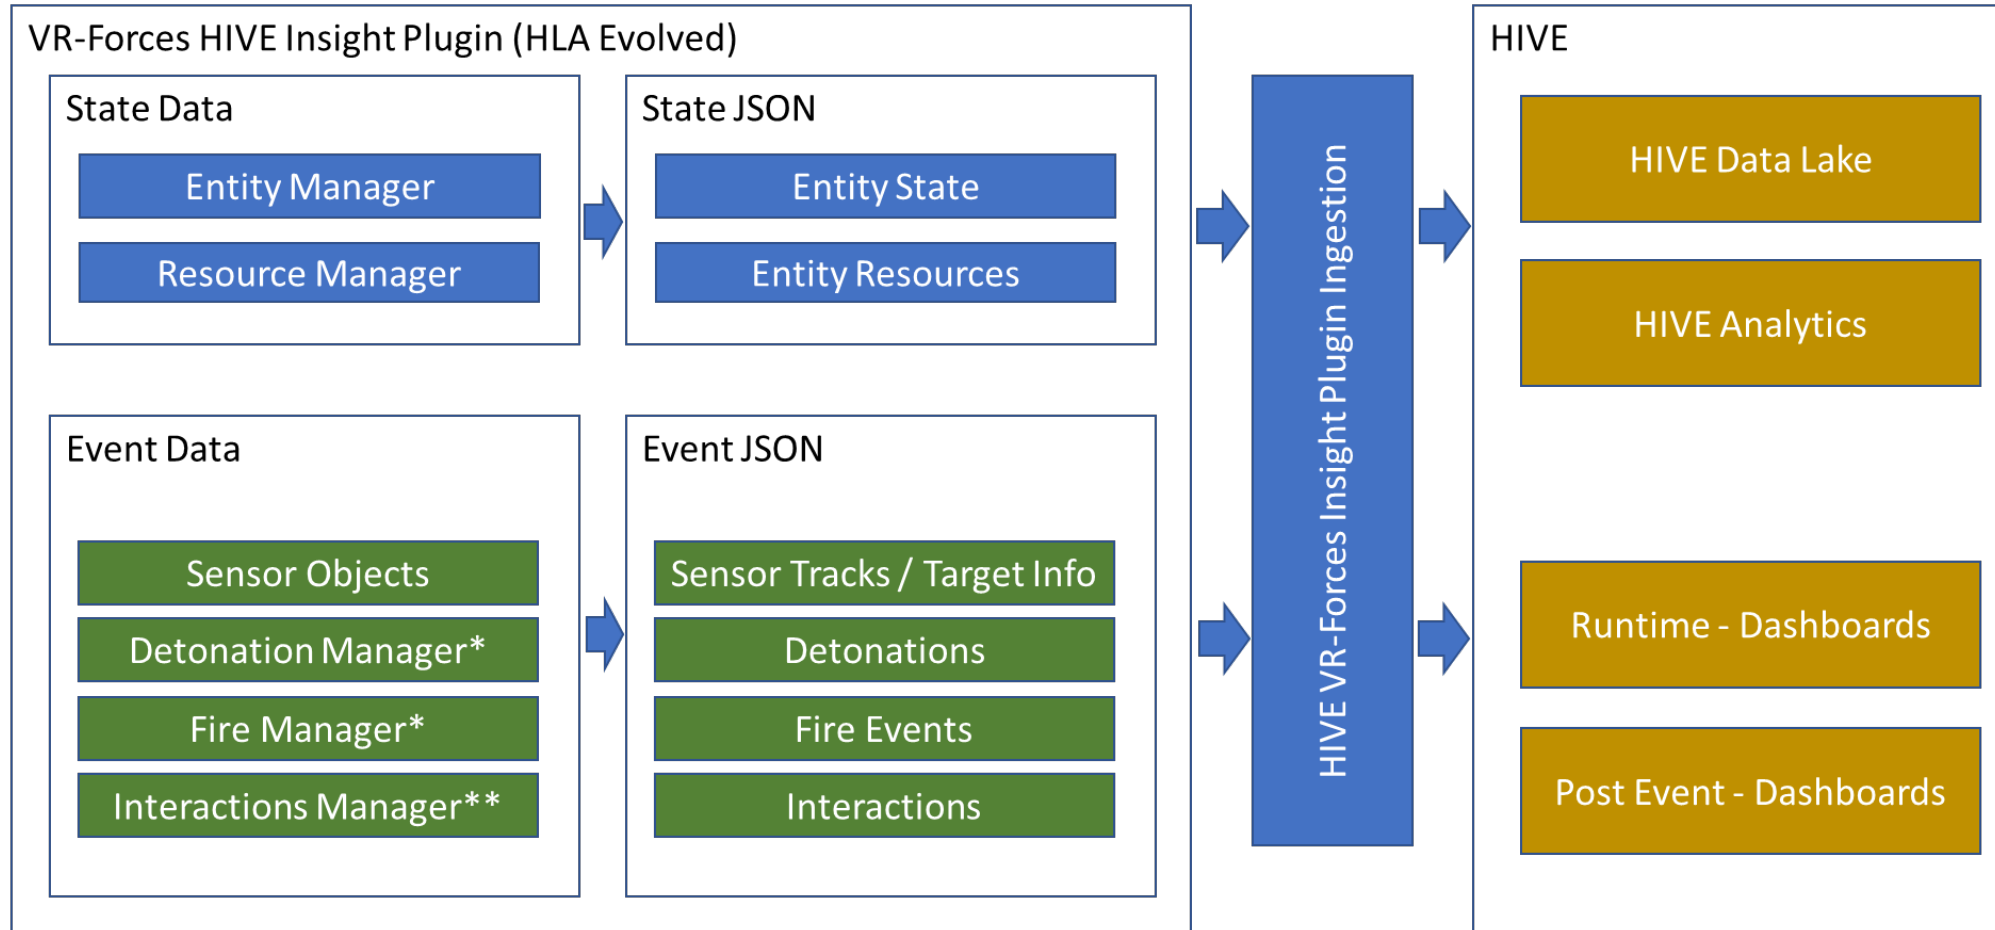 VR-Forces HIVE Insight Plugin (HLA Evolved)
State Data
Entity Manager
Resource Manager
State JSON
Entity State
Entity Resources
Event Data
Sensor Objects
Detonation Manager*
Fire Manager*
Interactions Manager**
Event JSON
Sensor Tracks / Target Info
Detonations
Fire Events
Interactions
HIVE VR-Forces Insight Plugin Ingestion
HIVE
HIVE Data Lake
HIVE Analytics
Runtime - Dashboards
Post Event - Dashboards